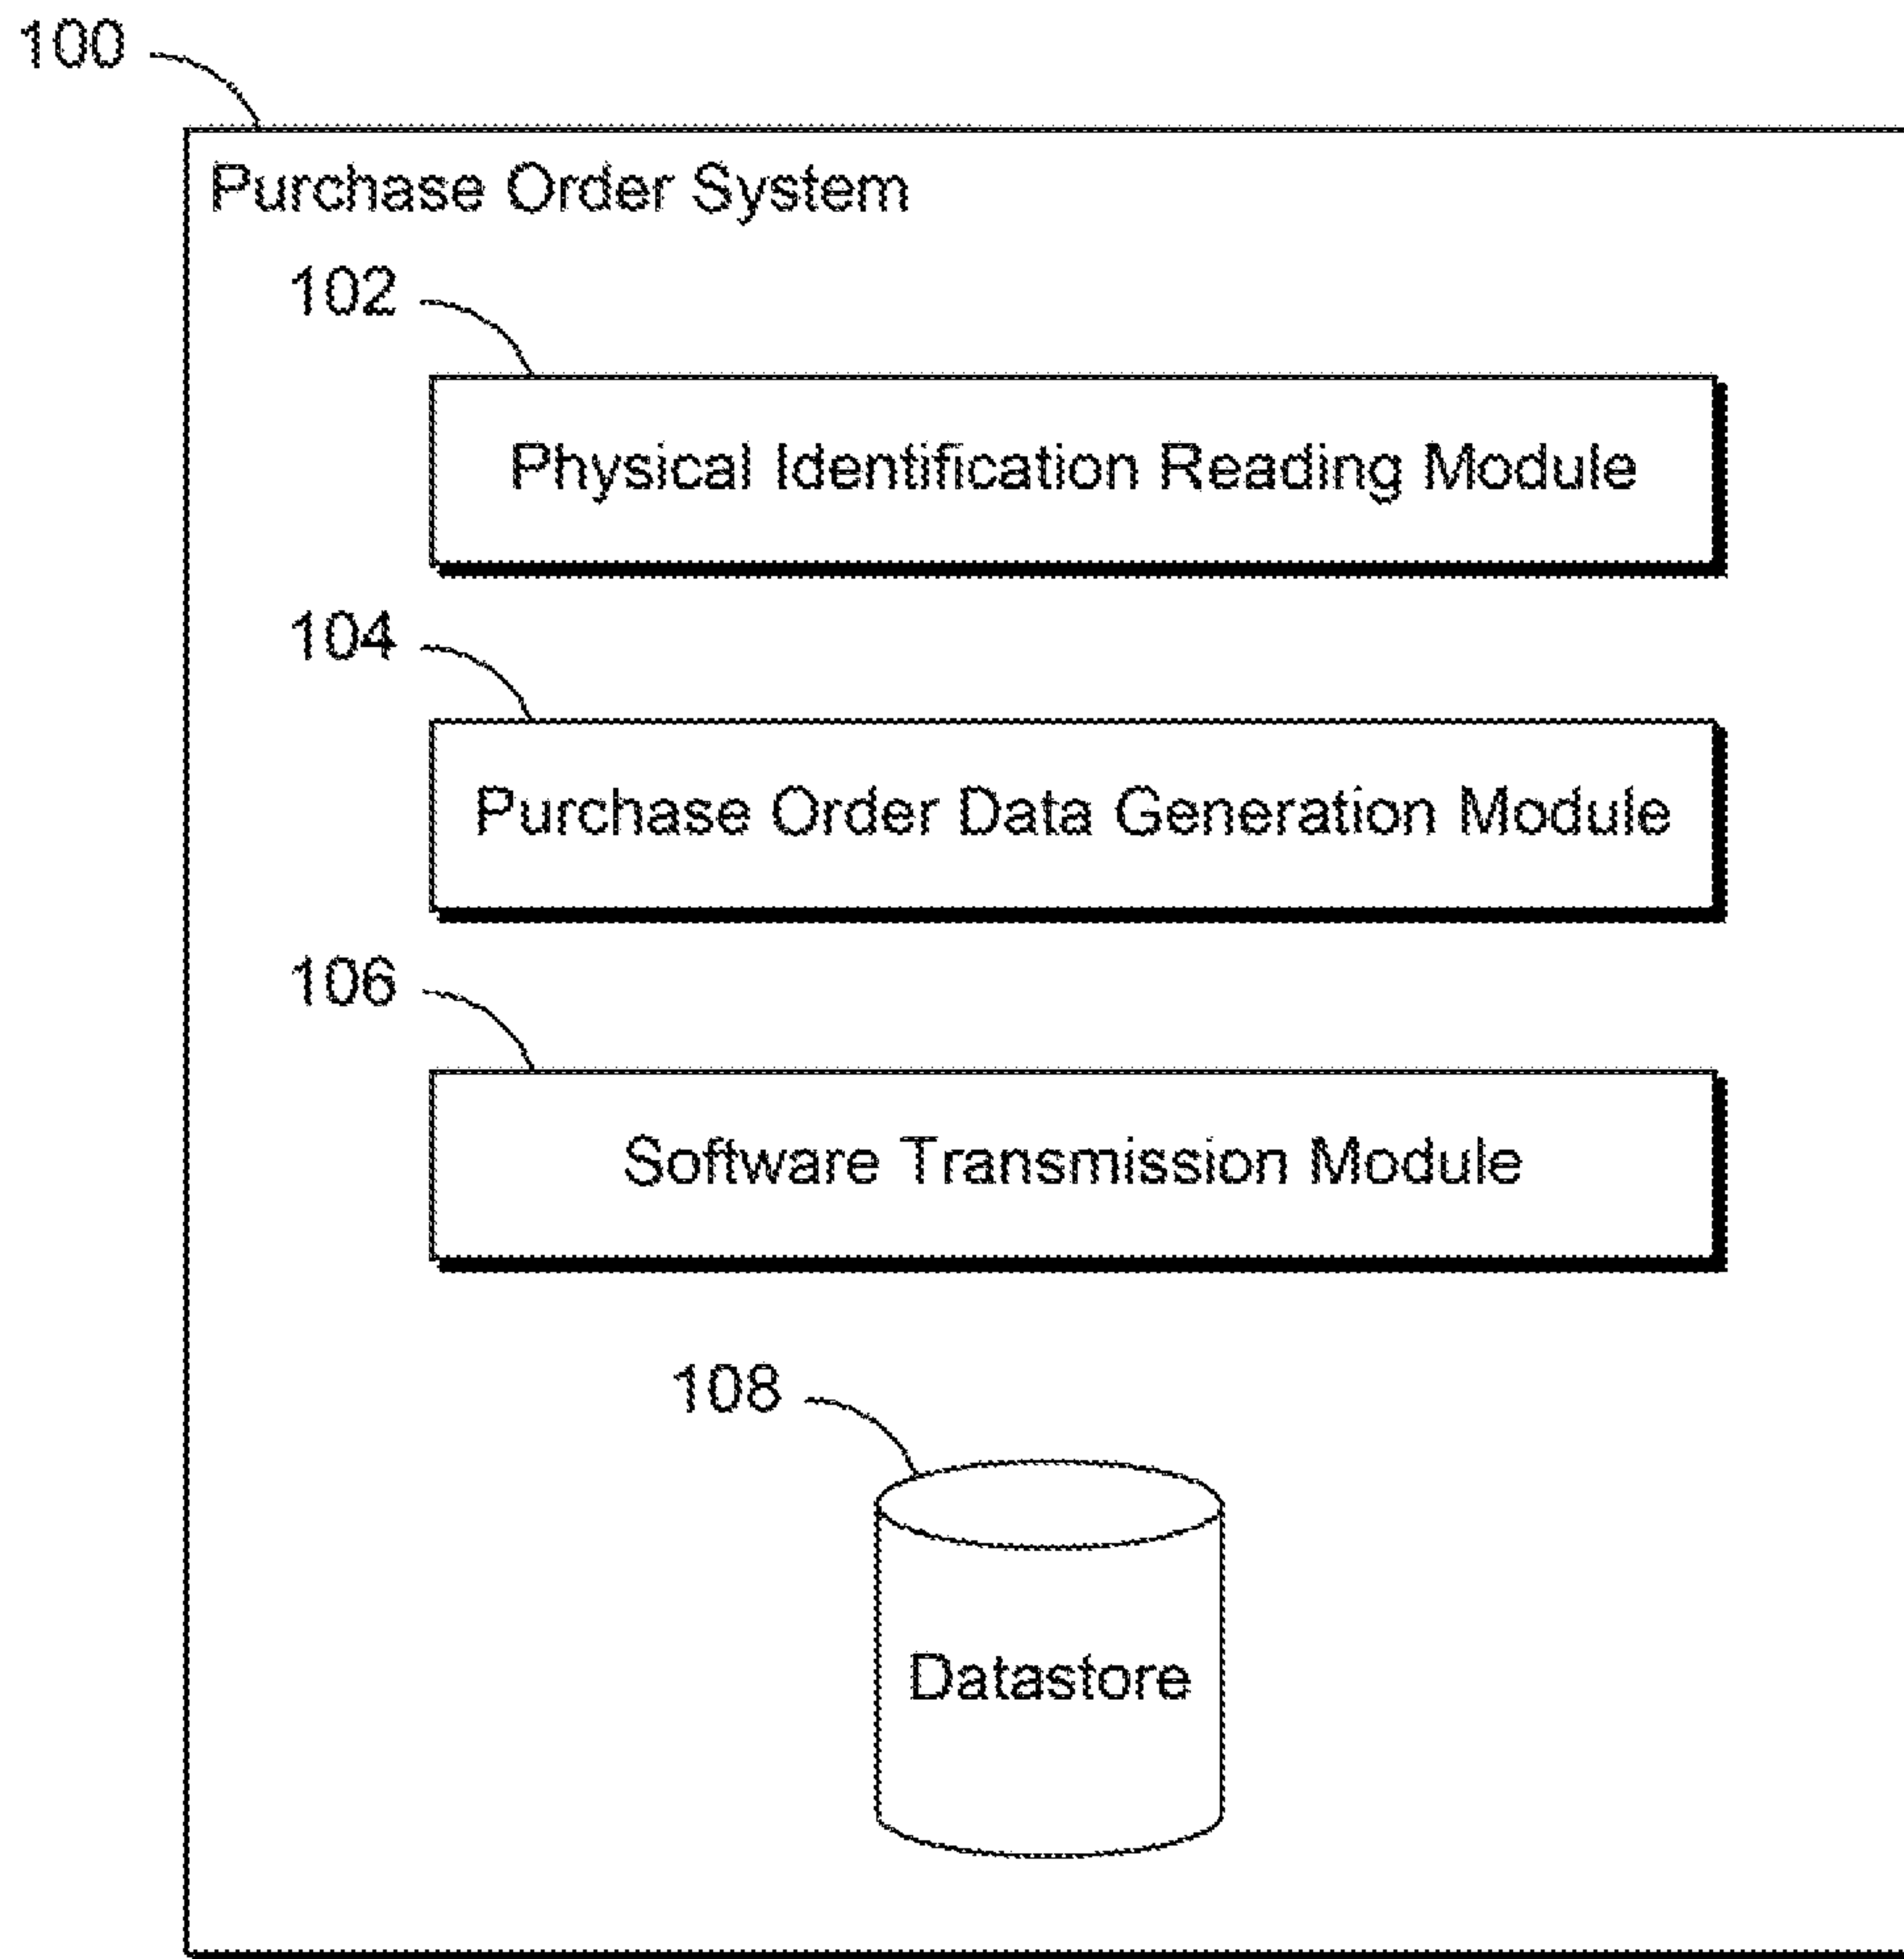 100
Purchase Order System
102
Physical Identification Reading Module
104
Purchase Order Data Generation Module
106
Software Transmission Module
108
Datastore